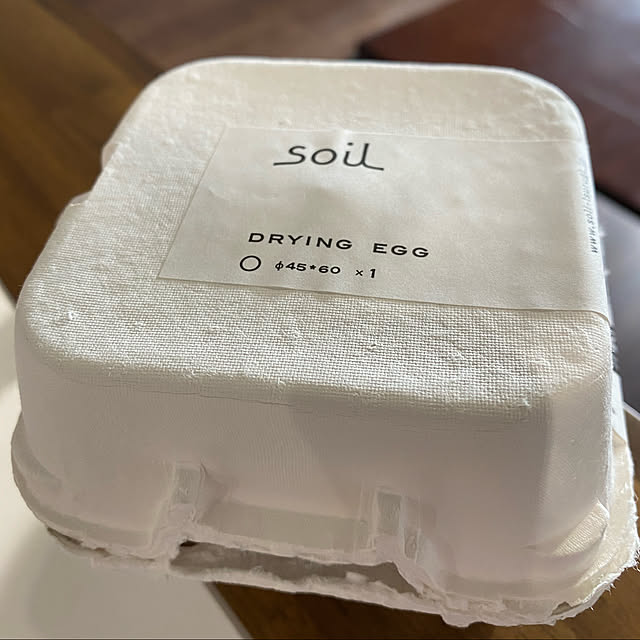 soil
DRYING EGG
○ φ45*60 ×1